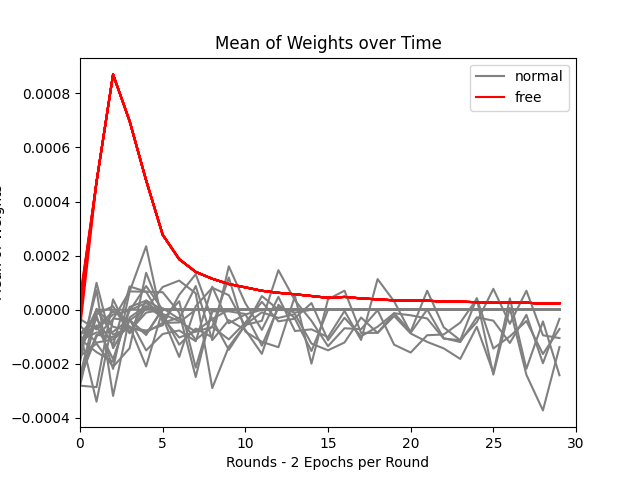 Mean of Weights over Time
normal
free
0.0008
0.0006
0.0004
0.0002
0.0000
−0.0002
−0.0004
0 5 10 15 20 25 30
Rounds - 2 Epochs per Round